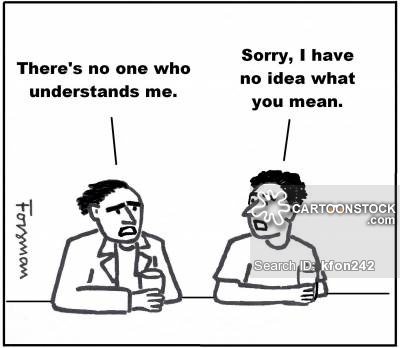 There's no one who
understands me.
Sorry, I have
no idea what
you mean.
Forsman
CARTOONSTOCK
.com
Search ID: kfon242